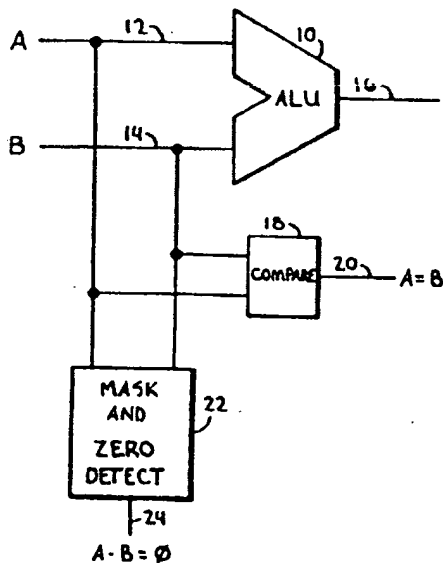 A
12
10
ALU
16
B
14
18
COMPARE
20
A=B
MASK
AND
ZERO
DETECT
22
24
A·B=Ø